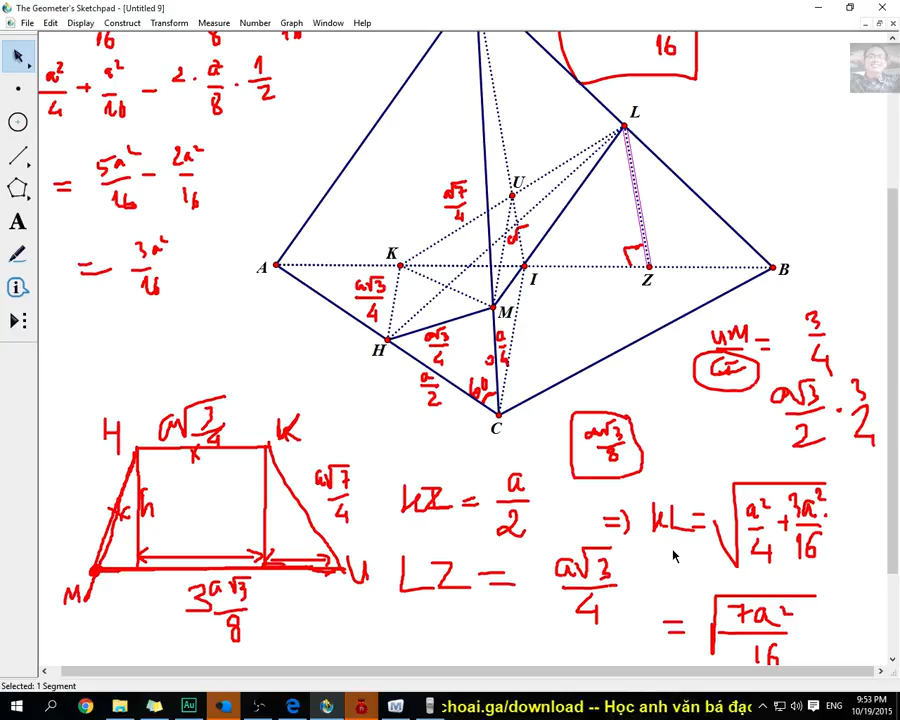 The Geometer's Sketchpad - [Untitled 9]
File Edit Display Construct Transform Measure Number Graph Window Help
16 8 16
a²/4 + a²/16 - 2 · a²/8 · 1/2
= 5a²/16 - 2a²/16
= 3a²/16
16
L
U
a√7/4
A K I Z B
a√3/4
M
H
a√3/4
a/4
a/2
60°
C
UM/CI = 3/4
a√3/2 · 3/2
a√3/8
H a√3/4 K
h
a√7/4
M U
3a√3/8
KZ = a/2
LZ = a√3/4
=> KL = √(a²/4 + 3a²/16)
= √(7a²/16)
Selected: 1 Segment
choai.ga/download -- Học anh văn bá đạo
ENG
9:53 PM
10/19/2015